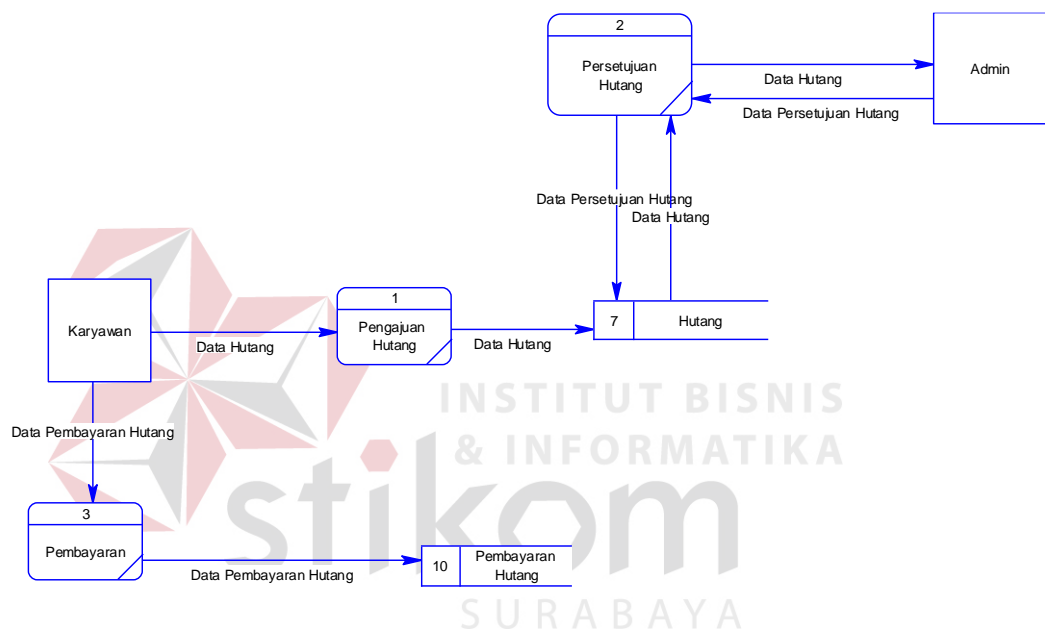 2
Persetujuan
Hutang
Admin
Data Hutang
Data Persetujuan Hutang
Data Persetujuan Hutang
Data Hutang
Karyawan
Data Hutang
1
Pengajuan
Hutang
Data Hutang
7
Hutang
Data Pembayaran Hutang
3
Pembayaran
Data Pembayaran Hutang
10
Pembayaran
Hutang
INSTITUT BISNIS
& INFORMATIKA
stikom
SURABAYA